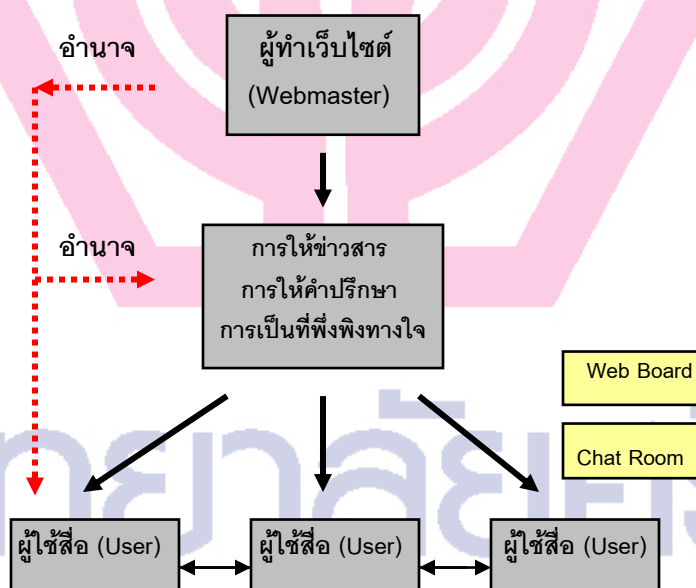 อำนาจ
ผู้ทำเว็บไซต์
(Webmaster)
อำนาจ
การให้ข่าวสาร
การให้คำปรึกษา
การเป็นที่พึ่งพิงทางใจ
Web Board
Chat Room
ผู้ใช้สื่อ (User)
ผู้ใช้สื่อ (User)
ผู้ใช้สื่อ (User)